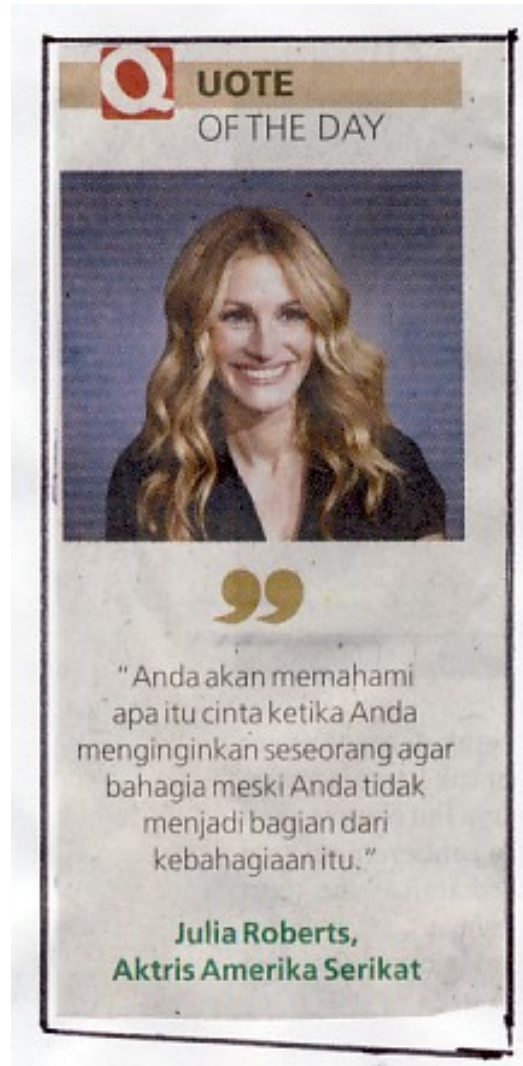 QUOTE
OF THE DAY
"Anda akan memahami
apa itu cinta ketika Anda
menginginkan seseorang agar
bahagia meski Anda tidak
menjadi bagian dari
kebahagiaan itu."
Julia Roberts,
Aktris Amerika Serikat